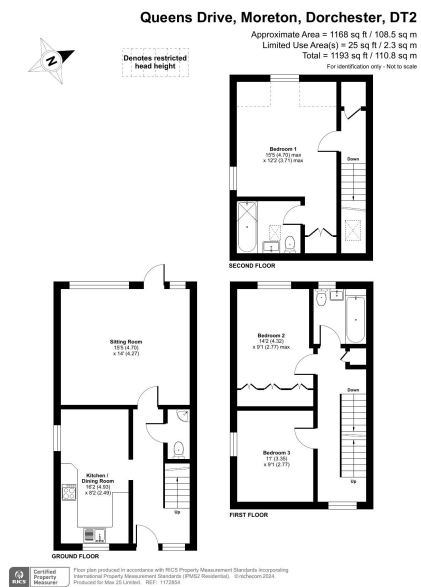 Queens Drive, Moreton, Dorchester, DT2
Approximate Area = 1168 sq ft / 108.5 sq m
Limited Use Area(s) = 25 sq ft / 2.3 sq m
Total = 1193 sq ft / 110.8 sq m
For identification only - Not to scale
N
Denotes restricted
head height
Bedroom 1
15'5 (4.70) max
x 12'2 (3.71) max
Down
SECOND FLOOR
Sitting Room
15'5 (4.70)
x 14' (4.27)
Kitchen /
Dining Room
16'2 (4.93)
x 8'2 (2.49)
Up
GROUND FLOOR
Bedroom 2
14'2 (4.32)
x 9'1 (2.77) max
Down
Bedroom 3
11' (3.35)
x 9'1 (2.77)
Up
FIRST FLOOR
RICS
Certified
Property
Measurer
Floor plan produced in accordance with RICS Property Measurement Standards incorporating
International Property Measurement Standards (IPMS2 Residential). © nichecom 2024.
Produced for Max 25 Limited. REF: 1172854